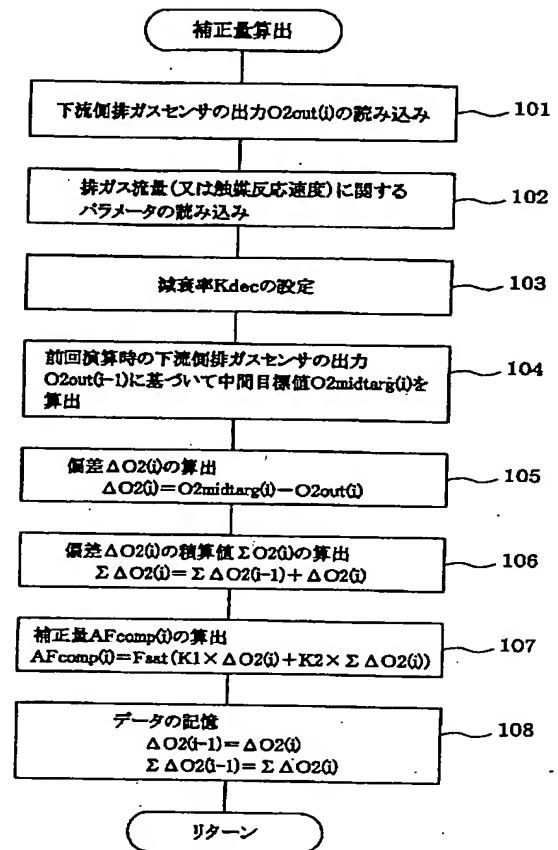 補正量算出
下流側排ガスセンサの出力O2out(i)の読み込み
101
排ガス流量(又は触媒反応速度)に関する
パラメータの読み込み
102
減衰率Kdecの設定
103
前回演算時の下流側排ガスセンサの出力
O2out(i-1)に基づいて中間目標値O2midtarg(i)を
算出
104
偏差ΔO2(i)の算出
ΔO2(i)=O2midtarg(i)-O2out(i)
105
偏差ΔO2(i)の積算値ΣO2(i)の算出
ΣΔO2(i)=ΣΔO2(i-1)+ΔO2(i)
106
補正量AFcomp(i)の算出
AFcomp(i)=Fsat(K1×ΔO2(i)+K2×ΣΔO2(i))
107
データの記憶
ΔO2(i-1)=ΔO2(i)
ΣΔO2(i-1)=ΣΔO2(i)
108
リターン